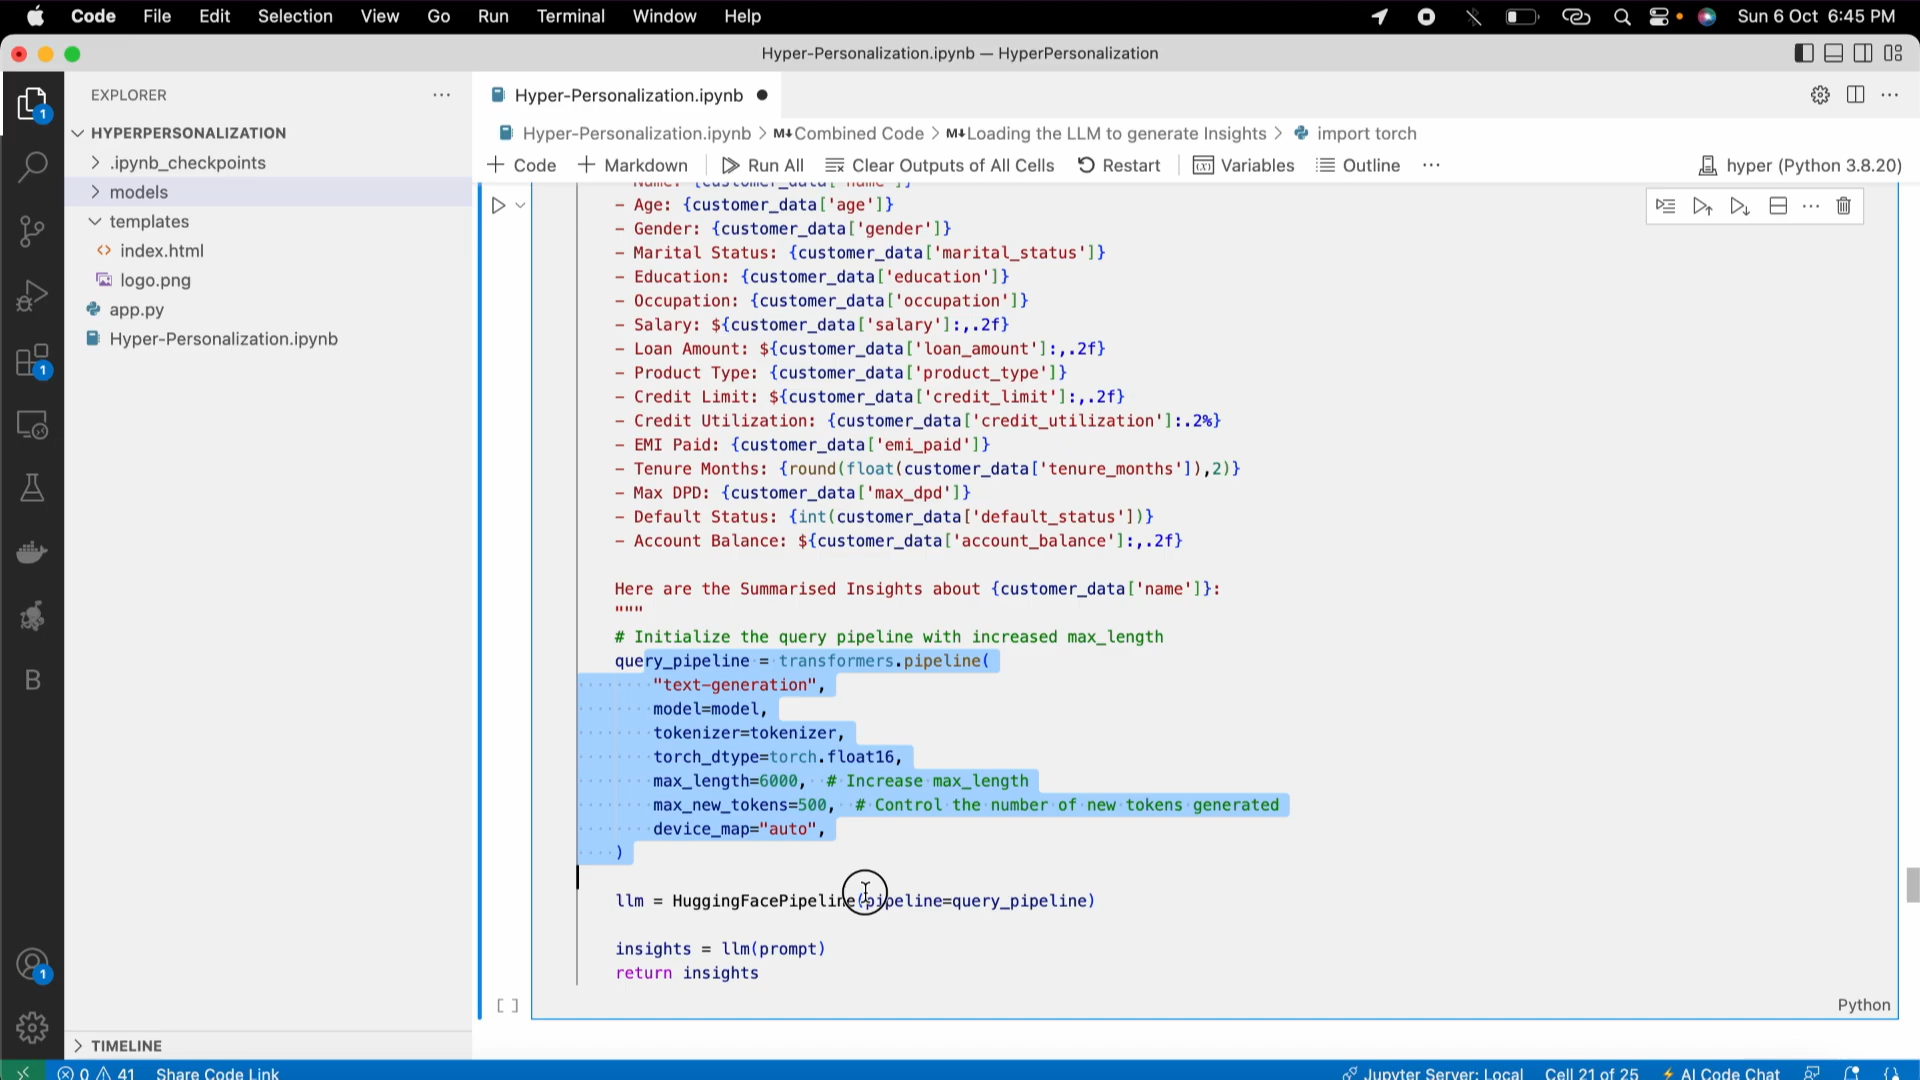 Code File Edit Selection View Go Run Terminal Window Help Sun 6 Oct 6:45 PM
Hyper-Personalization.ipynb — HyperPersonalization
EXPLORER
Hyper-Personalization.ipynb
1
HYPERPERSONALIZATION
.ipynb_checkpoints
models
templates
index.html
logo.png
app.py
Hyper-Personalization.ipynb
1
B
1
TIMELINE
Hyper-Personalization.ipynb > M↓Combined Code > M↓Loading the LLM to generate Insights > import torch
+ Code + Markdown Run All Clear Outputs of All Cells Restart Variables Outline ... hyper (Python 3.8.20)
- Name: {customer_data['name']}
- Age: {customer_data['age']}
- Gender: {customer_data['gender']}
- Marital Status: {customer_data['marital_status']}
- Education: {customer_data['education']}
- Occupation: {customer_data['occupation']}
- Salary: ${customer_data['salary']:,.2f}
- Loan Amount: ${customer_data['loan_amount']:,.2f}
- Product Type: {customer_data['product_type']}
- Credit Limit: ${customer_data['credit_limit']:,.2f}
- Credit Utilization: {customer_data['credit_utilization']:.2%}
- EMI Paid: {customer_data['emi_paid']}
- Tenure Months: {round(float(customer_data['tenure_months']),2)}
- Max DPD: {customer_data['max_dpd']}
- Default Status: {int(customer_data['default_status'])}
- Account Balance: ${customer_data['account_balance']:,.2f}
Here are the Summarised Insights about {customer_data['name']}:
"""
# Initialize the query pipeline with increased max_length
query_pipeline = transformers.pipeline(
"text-generation",
model=model,
tokenizer=tokenizer,
torch_dtype=torch.float16,
max_length=6000, # Increase max_length
max_new_tokens=500, # Control the number of new tokens generated
device_map="auto",
)
llm = HuggingFacePipeline(pipeline=query_pipeline)
insights = llm(prompt)
return insights
[ ]
Python
0 41 Share Code Link Jupyter Server: Local Cell 21 of 25 AI Code Chat